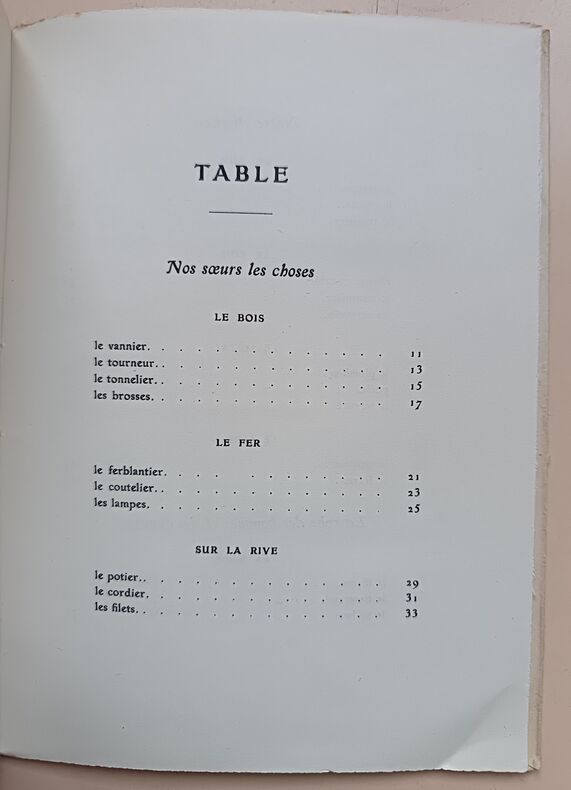 TABLE
Nos sœurs les choses
LE BOIS
le vannier. . . . . . . . . . . . . 11
le tourneur. . . . . . . . . . . . . 13
le tonnelier. . . . . . . . . . . . . 15
les brosses. . . . . . . . . . . . . 17
LE FER
le ferblantier. . . . . . . . . . . . 21
le coutelier. . . . . . . . . . . . . 23
les lampes. . . . . . . . . . . . . 25
SUR LA RIVE
le potier. . . . . . . . . . . . . . 29
le cordier. . . . . . . . . . . . . 31
les filets. . . . . . . . . . . . . . 33